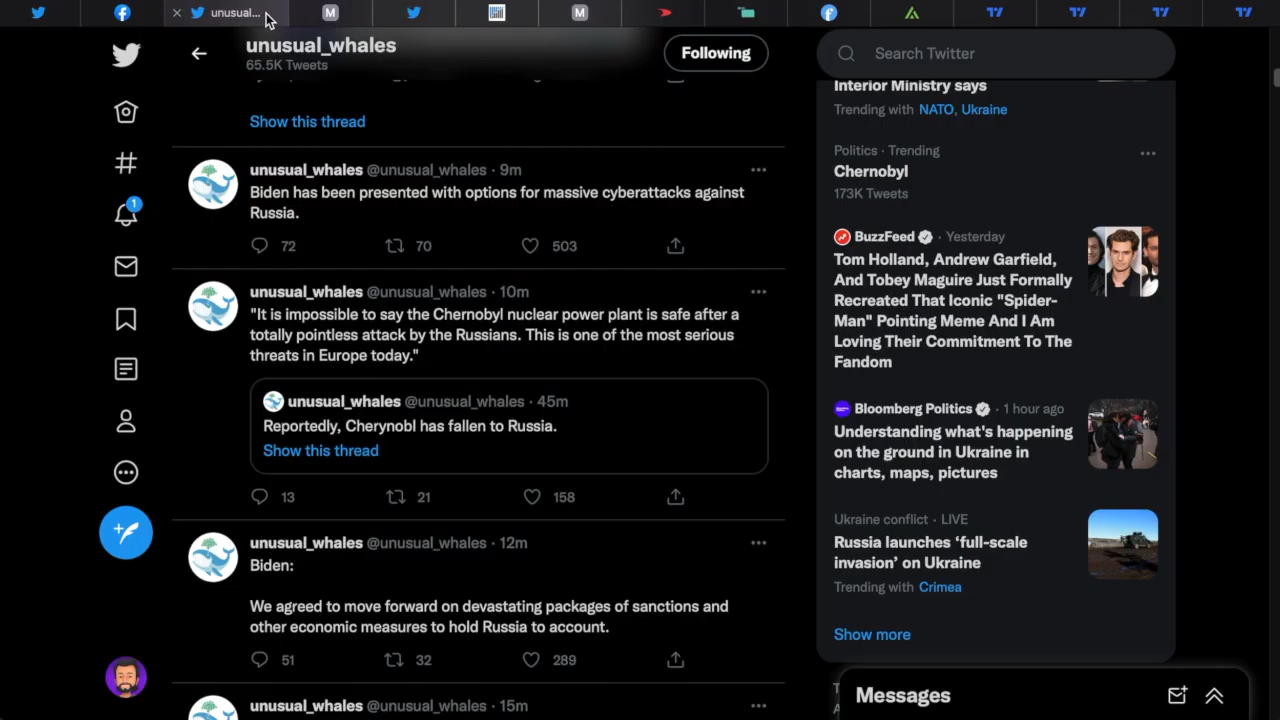 unusual...
unusual_whales
65.5K Tweets
Following
Search Twitter
Show this thread
unusual_whales @unusual_whales · 9m
Biden has been presented with options for massive cyberattacks against
Russia.
72 70 503
unusual_whales @unusual_whales · 10m
"It is impossible to say the Chernobyl nuclear power plant is safe after a
totally pointless attack by the Russians. This is one of the most serious
threats in Europe today."
unusual_whales @unusual_whales · 45m
Reportedly, Cherynobl has fallen to Russia.
Show this thread
13 21 158
unusual_whales @unusual_whales · 12m
Biden:
We agreed to move forward on devastating packages of sanctions and
other economic measures to hold Russia to account.
51 32 289
unusual_whales @unusual_whales · 15m
1
Interior Ministry says
Trending with NATO, Ukraine
Politics · Trending
Chernobyl
173K Tweets
BuzzFeed · Yesterday
Tom Holland, Andrew Garfield,
And Tobey Maguire Just Formally
Recreated That Iconic "Spider-
Man" Pointing Meme And I Am
Loving Their Commitment To The
Fandom
Bloomberg Politics · 1 hour ago
Understanding what's happening
on the ground in Ukraine in
charts, maps, pictures
Ukraine conflict · LIVE
Russia launches ‘full-scale
invasion’ on Ukraine
Trending with Crimea
Show more
Messages